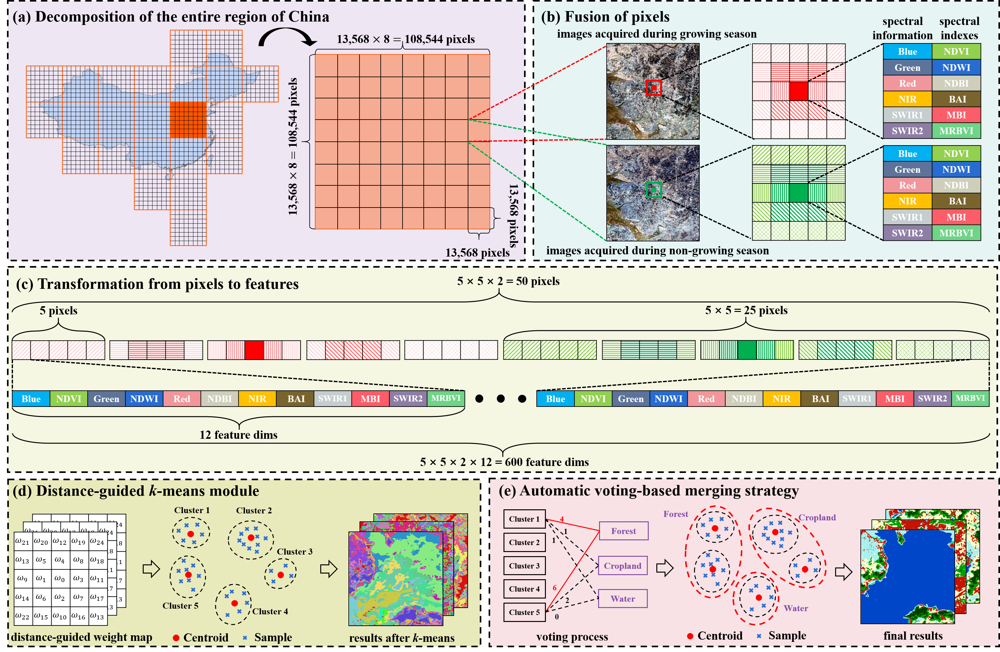 (a) Decomposition of the entire region of China
13,568 × 8 = 108,544 pixels
13,568 × 8 = 108,544 pixels
13,568 pixels
13,568 pixels
(b) Fusion of pixels
images acquired during growing season
spectral information
spectral indexes
Blue NDVI
Green NDWI
Red NDBI
NIR BAI
SWIR1 MBI
SWIR2 MRBVI
Blue NDVI
Green NDWI
Red NDBI
NIR BAI
SWIR1 MBI
SWIR2 MRBVI
images acquired during non-growing season
(c) Transformation from pixels to features
5 × 5 × 2 = 50 pixels
5 pixels
5 × 5 = 25 pixels
Blue NDVI Green NDWI Red NDBI NIR BAI SWIR1 MBI SWIR2 MRBVI
Blue NDVI Green NDWI Red NDBI NIR BAI SWIR1 MBI SWIR2 MRBVI
12 feature dims
5 × 5 × 2 × 12 = 600 feature dims
(d) Distance-guided k-means module
ω21 ω20 ω12 ω19 ω24
ω13 ω5 ω4 ω8 ω18
ω9 ω1 ω0 ω3 ω11
ω14 ω6 ω2 ω7 ω17
ω22 ω15 ω10 ω16 ω13
distance-guided weight map
Cluster 1
Cluster 2
Cluster 3
Cluster 5
Cluster 4
Centroid
Sample
results after k-means
(e) Automatic voting-based merging strategy
Cluster 1
Cluster 2
Cluster 3
Cluster 4
Cluster 5
4
1
1
6
2
0
Forest
Cropland
Water
voting process
Forest
Cropland
Water
Centroid
Sample
final results